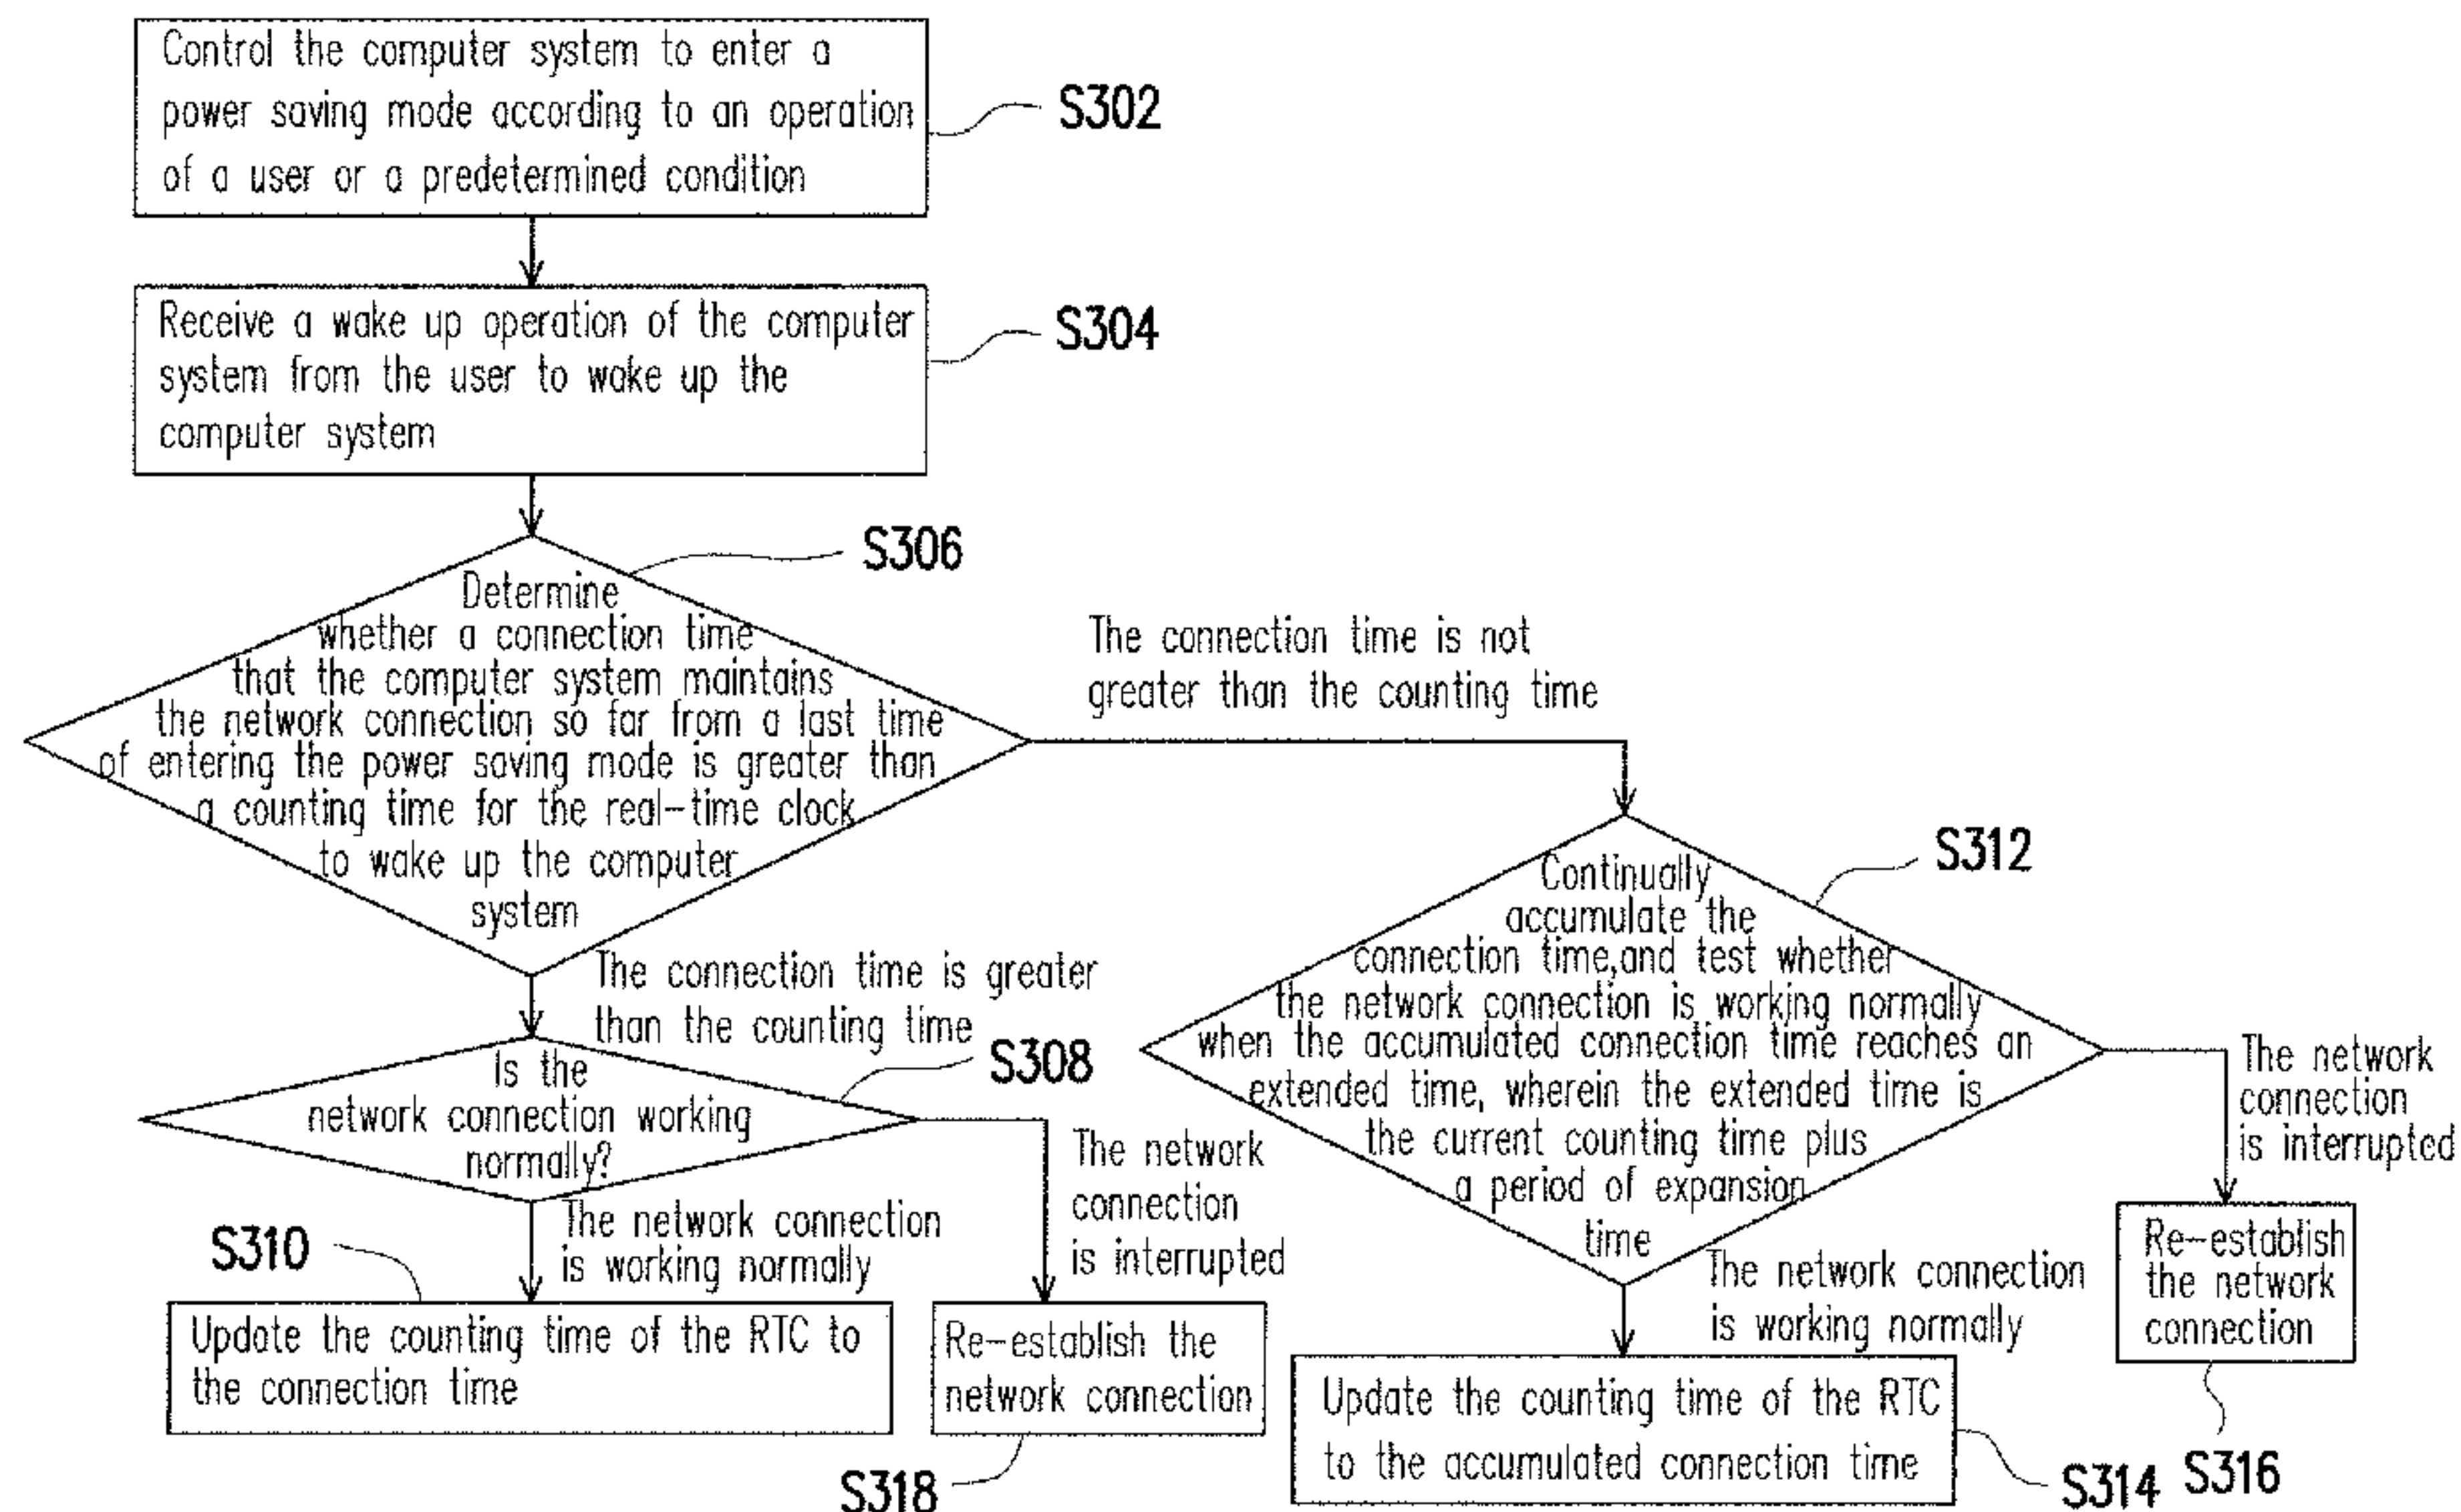 Control the computer system to enter a
power saving mode according to an operation
of a user or a predetermined condition
S302
Receive a wake up operation of the computer
system from the user to wake up the
computer system
S304
S306
Determine
whether a connection time
that the computer system maintains
the network connection so far from a last time
of entering the power saving mode is greater than
a counting time for the real-time clock
to wake up the computer
system
The connection time is not
greater than the counting time
The connection time is greater
than the counting time
S308
Is the
network connection working
normally?
The network connection
is working normally
The network
connection
is interrupted
S310
Update the counting time of the RTC to
the connection time
Re-establish the
network connection
S318
S312
Continually
accumulate the
connection time,and test whether
the network connection is working normally
when the accumulated connection time reaches an
extended time, wherein the extended time is
the current counting time plus
a period of expansion
time
The network
connection
is interrupted
The network connection
is working normally
Re-establish
the network
connection
S316
Update the counting time of the RTC
to the accumulated connection time
S314